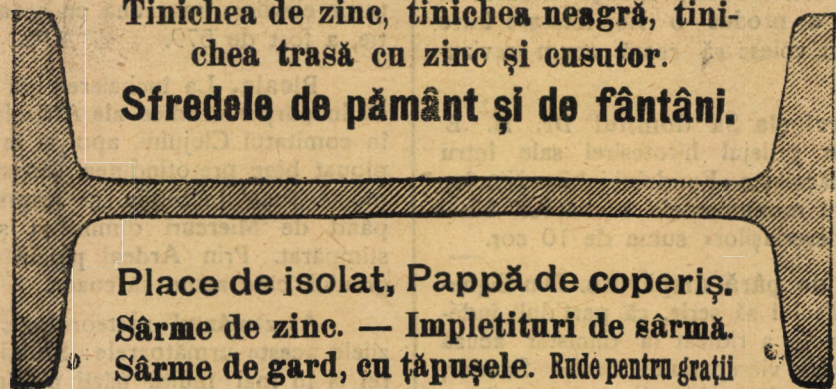 Tinichea de zinc, tinichea neagră, tini-
chea trasă cu zinc și cusutor.
Sfredele de pământ și de fântâni.
Place de isolat, Pappă de coperiș.
Sârme de zinc. — Impletituri de sârmă.
Sârme de gard, cu țăpușele. Rude pentru grații